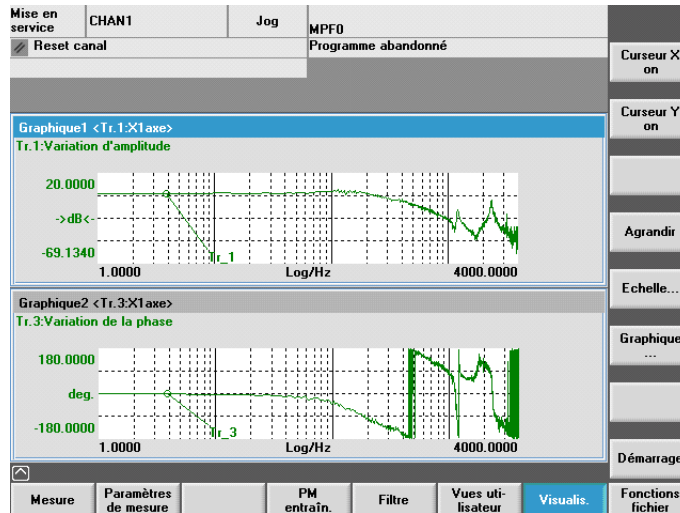 Mise en
service
CHAN1
Jog
MPF0
Reset canal
Programme abandonné
Curseur X
on
Curseur Y
on
Graphique1 <Tr.1:X1axe>
Tr.1:Variation d'amplitude
20.0000
->dB<-
-69.1340
Tr_1
1.0000
Log/Hz
4000.0000
Agrandir
Echelle...
Graphique2 <Tr.3:X1axe>
Tr.3:Variation de la phase
180.0000
deg.
-180.0000
Tr_3
1.0000
Log/Hz
4000.0000
Graphique
...
Démarrage
Mesure
Paramètres
de mesure
PM
entraîn.
Filtre
Vues uti-
lisateur
Visualis.
Fonctions
fichier